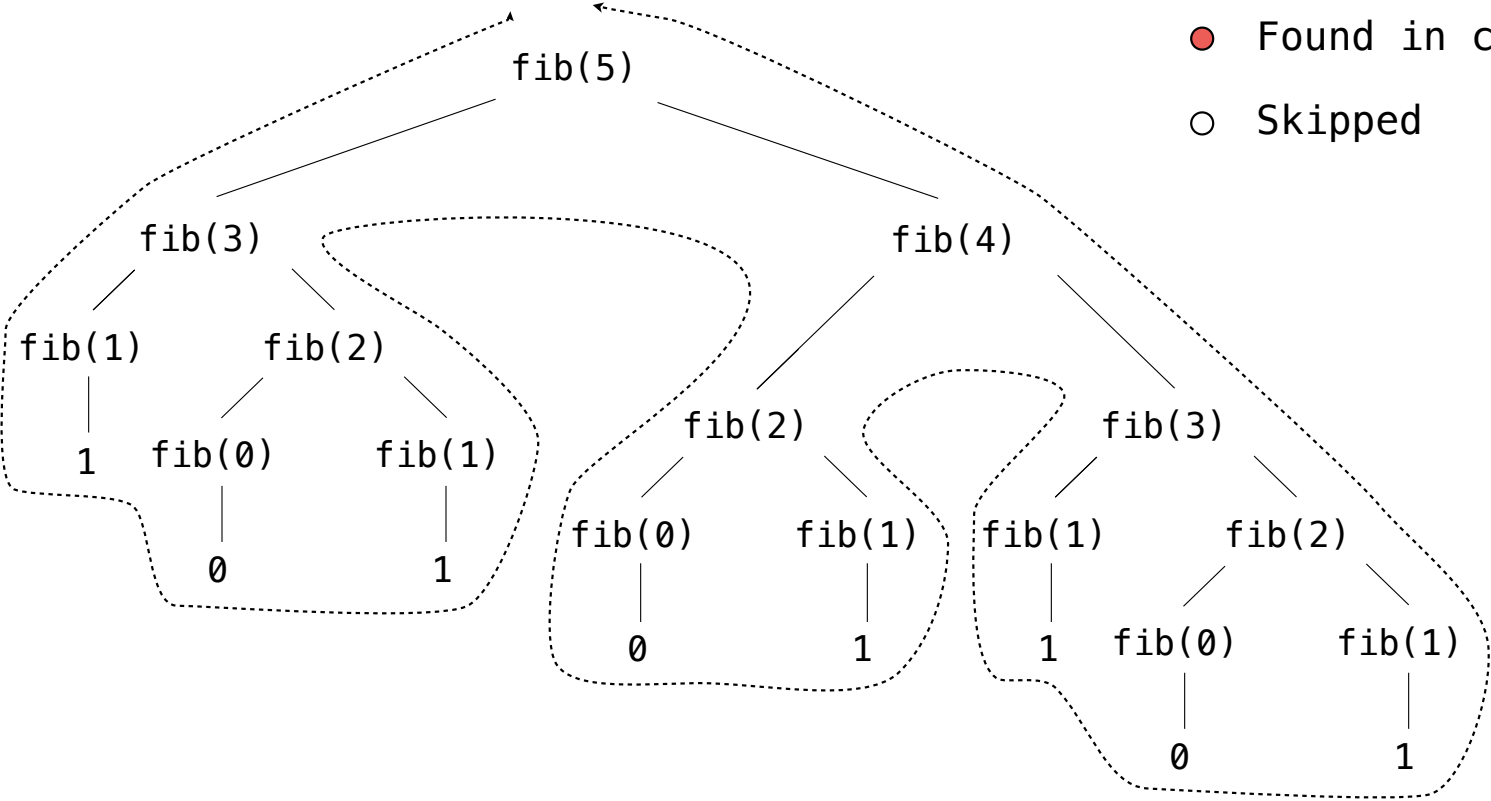 Found in c
fib(5)
Skipped
fib(3) fib(4)
fib(1) fib(2)
fib(2) fib(3)
1 fib(0) fib(1)
fib(0) fib(1) fib(1) fib(2)
0 1
0 1 1 fib(0) fib(1)
0 1